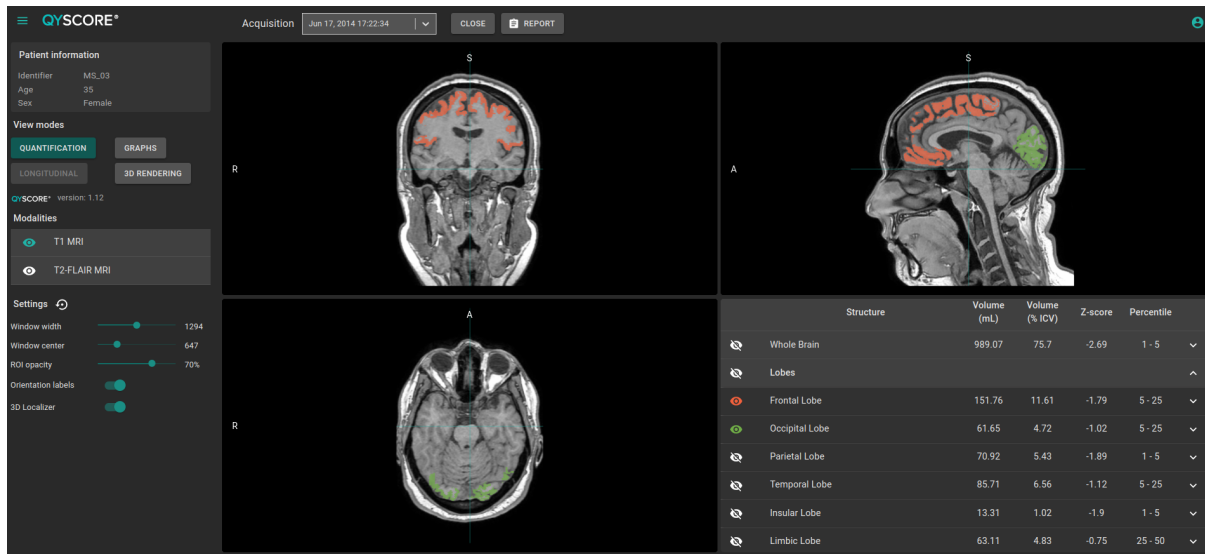 QYSCORE®
Acquisition Jun 17, 2014 17:22:34 CLOSE REPORT
Patient information
Identifier MS_03
Age 35
Sex Female
View modes
QUANTIFICATION GRAPHS
LONGITUDINAL 3D RENDERING
QYSCORE® version: 1.12
Modalities
T1 MRI
T2-FLAIR MRI
Settings
Window width 1294
Window center 647
ROI opacity 70%
Orientation labels
3D Localizer
S
R
S
A
A
R
Structure Volume (mL) Volume (% ICV) Z-score Percentile
Whole Brain 989.07 75.7 -2.69 1 - 5
Lobes
Frontal Lobe 151.76 11.61 -1.79 5 - 25
Occipital Lobe 61.65 4.72 -1.02 5 - 25
Parietal Lobe 70.92 5.43 -1.89 1 - 5
Temporal Lobe 85.71 6.56 -1.12 5 - 25
Insular Lobe 13.31 1.02 -1.9 1 - 5
Limbic Lobe 63.11 4.83 -0.75 25 - 50